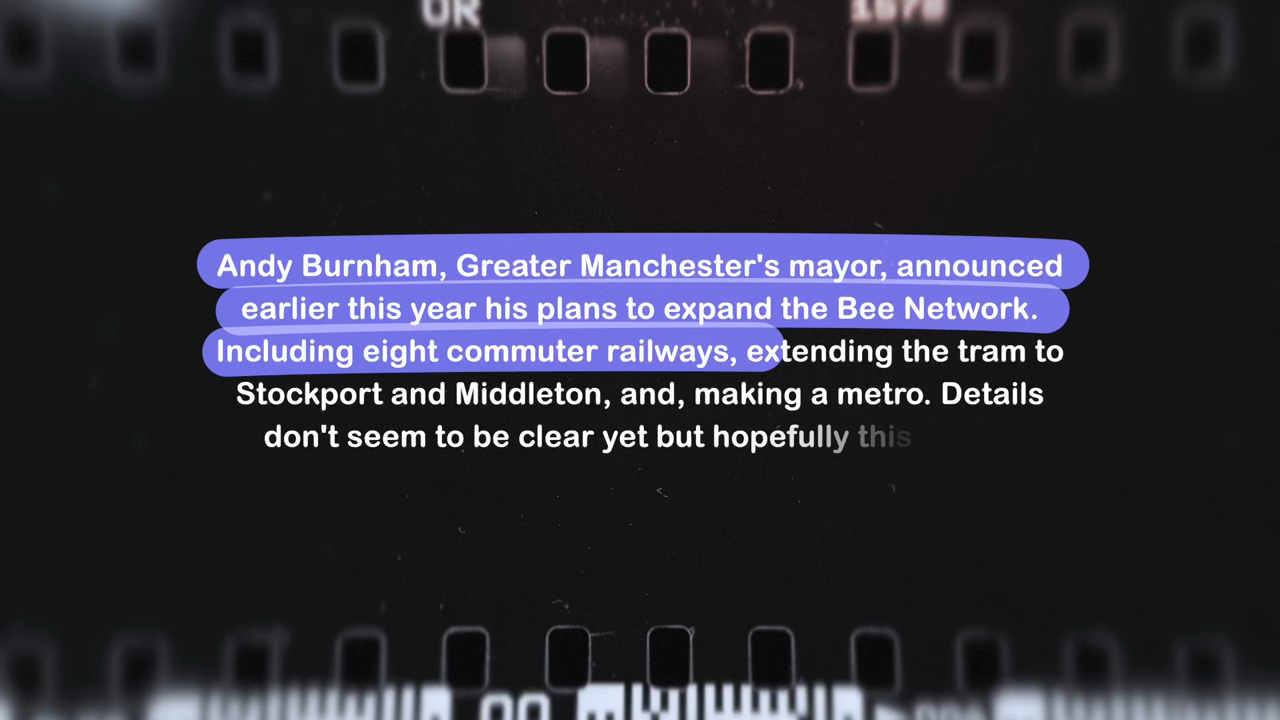 OR
1678
Andy Burnham, Greater Manchester's mayor, announced
earlier this year his plans to expand the Bee Network.
Including eight commuter railways, extending the tram to
Stockport and Middleton, and, making a metro. Details
don't seem to be clear yet but hopefully this